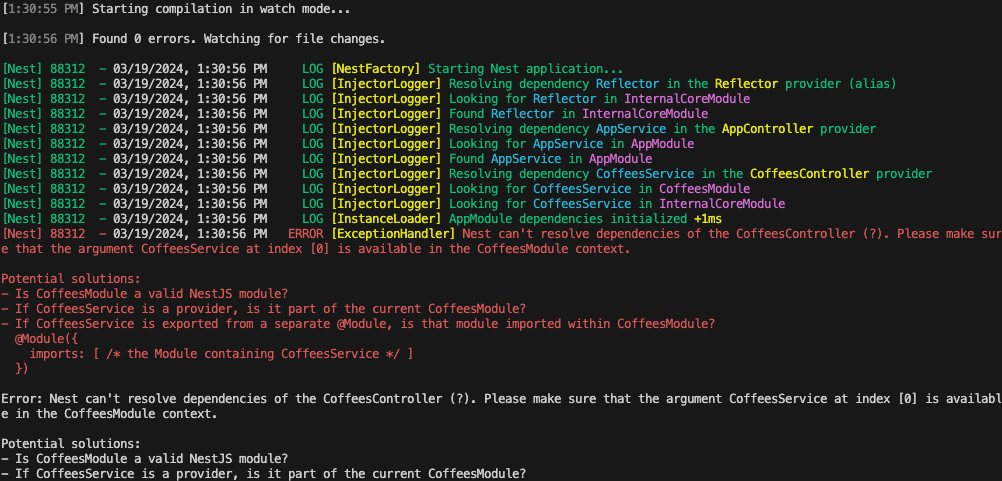 [1:30:55 PM] Starting compilation in watch mode...
[1:30:56 PM] Found 0 errors. Watching for file changes.
[Nest] 88312  - 03/19/2024, 1:30:56 PM     LOG [NestFactory] Starting Nest application...
[Nest] 88312  - 03/19/2024, 1:30:56 PM     LOG [InjectorLogger] Resolving dependency Reflector in the Reflector provider (alias)
[Nest] 88312  - 03/19/2024, 1:30:56 PM     LOG [InjectorLogger] Looking for Reflector in InternalCoreModule
[Nest] 88312  - 03/19/2024, 1:30:56 PM     LOG [InjectorLogger] Found Reflector in InternalCoreModule
[Nest] 88312  - 03/19/2024, 1:30:56 PM     LOG [InjectorLogger] Resolving dependency AppService in the AppController provider
[Nest] 88312  - 03/19/2024, 1:30:56 PM     LOG [InjectorLogger] Looking for AppService in AppModule
[Nest] 88312  - 03/19/2024, 1:30:56 PM     LOG [InjectorLogger] Found AppService in AppModule
[Nest] 88312  - 03/19/2024, 1:30:56 PM     LOG [InjectorLogger] Resolving dependency CoffeesService in the CoffeesController provider
[Nest] 88312  - 03/19/2024, 1:30:56 PM     LOG [InjectorLogger] Looking for CoffeesService in CoffeesModule
[Nest] 88312  - 03/19/2024, 1:30:56 PM     LOG [InjectorLogger] Looking for CoffeesService in InternalCoreModule
[Nest] 88312  - 03/19/2024, 1:30:56 PM     LOG [InstanceLoader] AppModule dependencies initialized +1ms
[Nest] 88312  - 03/19/2024, 1:30:56 PM   ERROR [ExceptionHandler] Nest can't resolve dependencies of the CoffeesController (?). Please make sur
e that the argument CoffeesService at index [0] is available in the CoffeesModule context.
Potential solutions:
- Is CoffeesModule a valid NestJS module?
- If CoffeesService is a provider, is it part of the current CoffeesModule?
- If CoffeesService is exported from a separate @Module, is that module imported within CoffeesModule?
  @Module({
    imports: [ /* the Module containing CoffeesService */ ]
  })
Error: Nest can't resolve dependencies of the CoffeesController (?). Please make sure that the argument CoffeesService at index [0] is availabl
e in the CoffeesModule context.
Potential solutions:
- Is CoffeesModule a valid NestJS module?
- If CoffeesService is a provider, is it part of the current CoffeesModule?